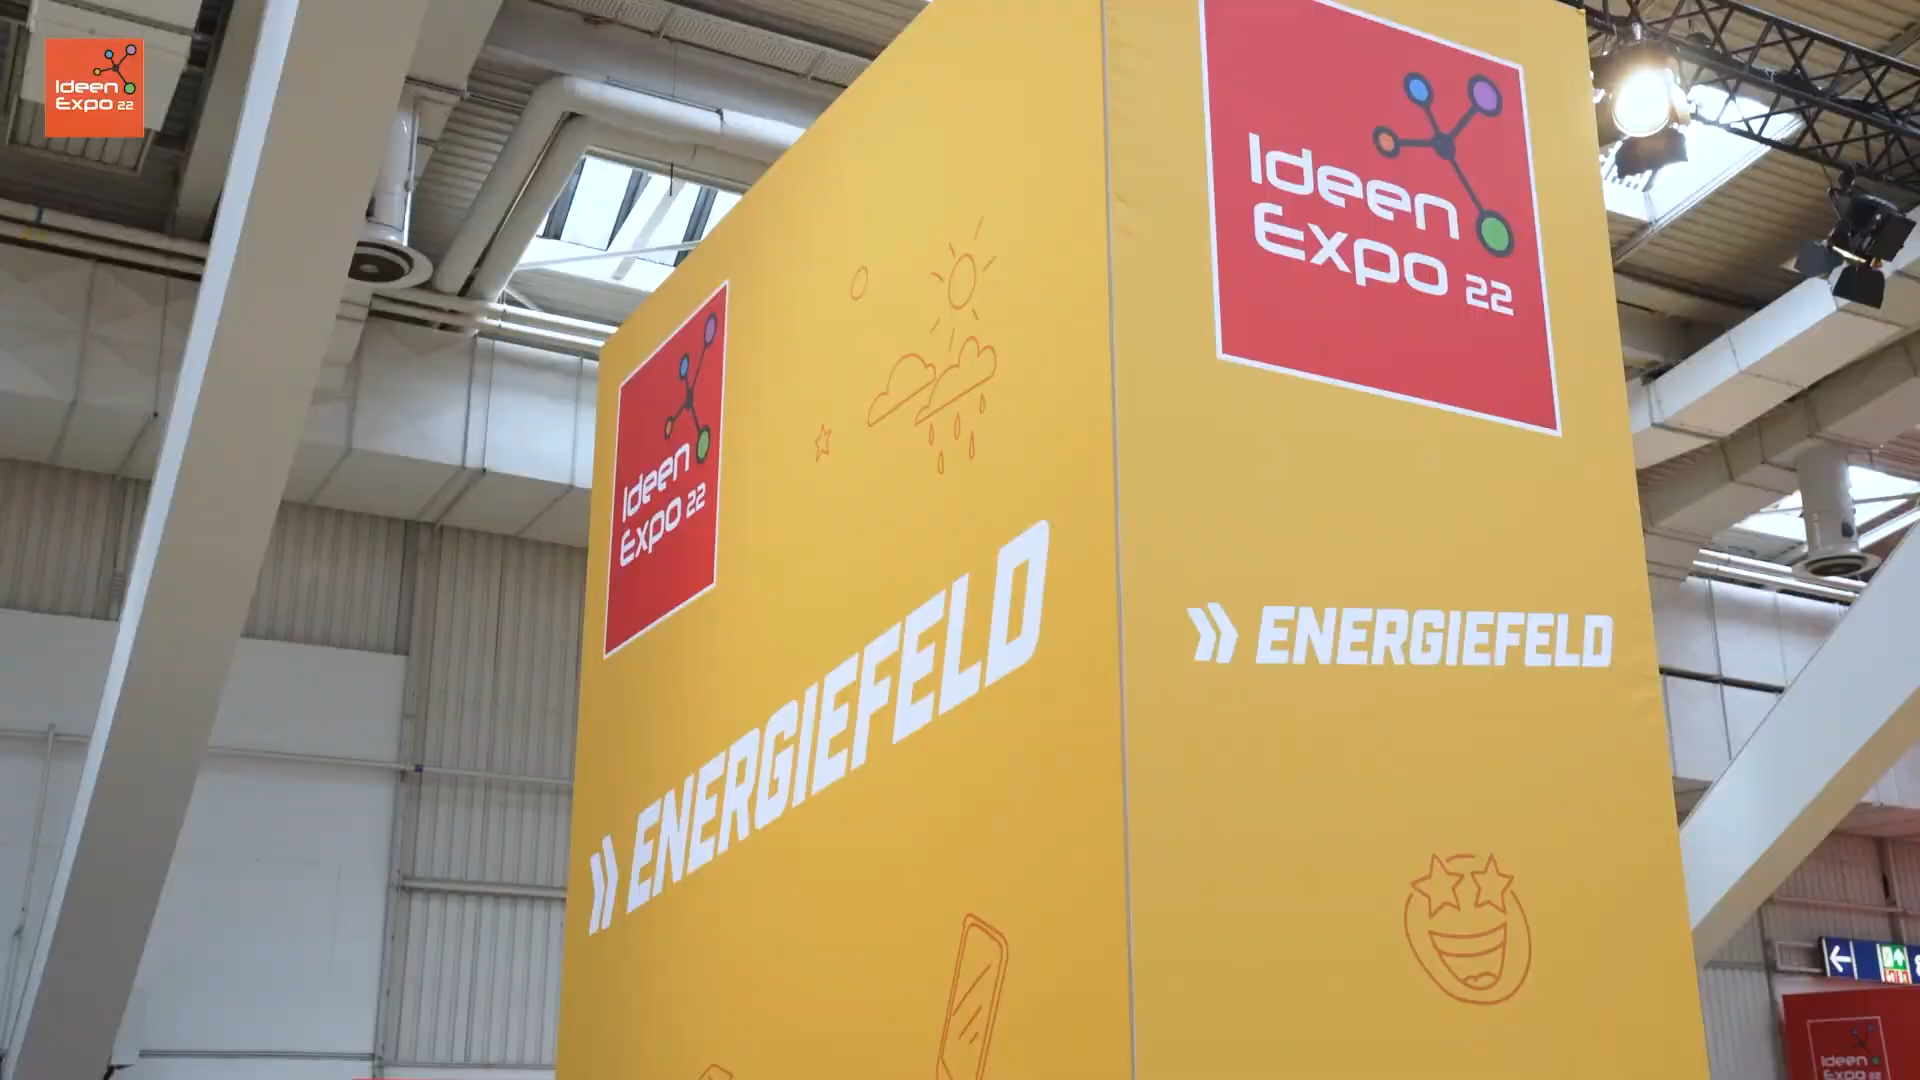 Ideen
Expo 22
Ideen
Expo 22
Ideen
Expo 22
» ENERGIEFELD
» ENERGIEFELD
Ideen
Expo 22